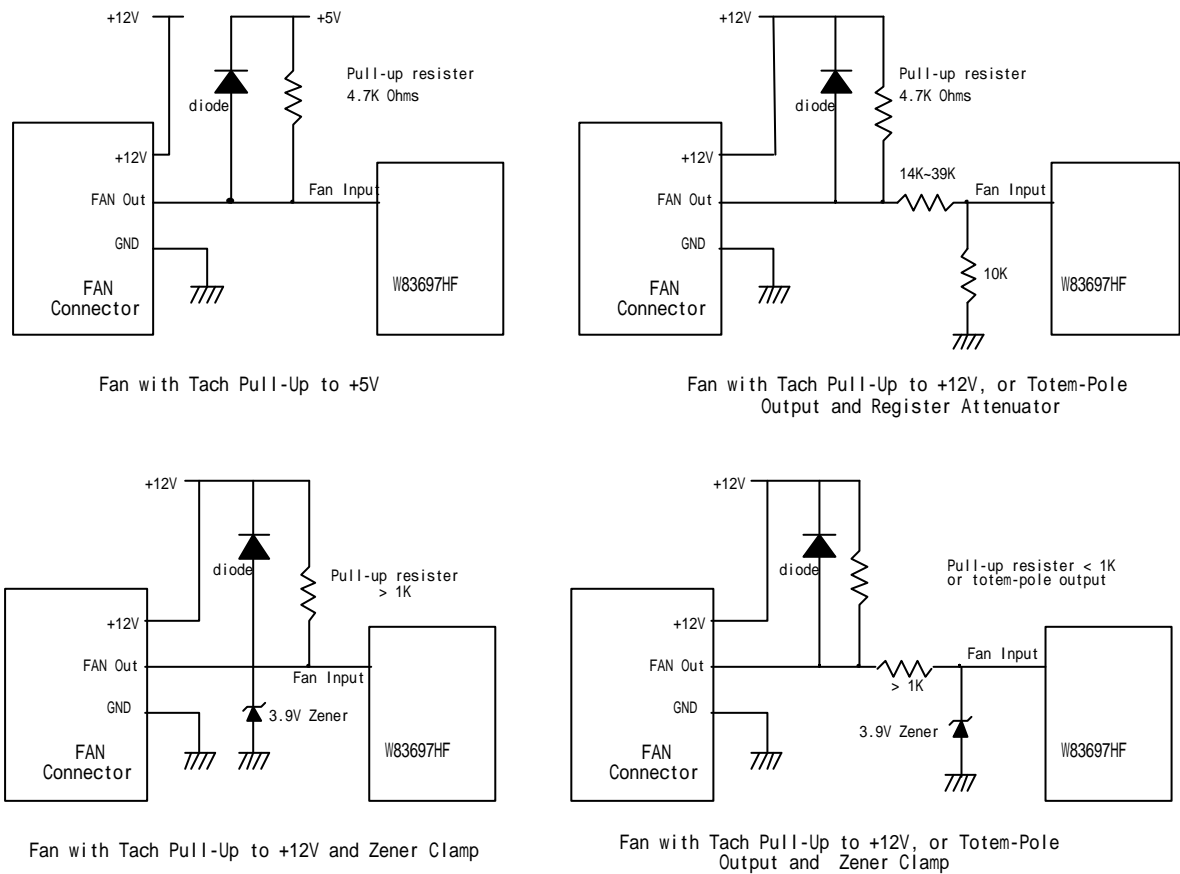 +12V
+5V
Pull-up resister
4.7K Ohms
diode
+12V
FAN Out
Fan Input
GND
FAN
Connector
W83697HF
Fan with Tach Pull-Up to +5V
+12V
Pull-up resister
4.7K Ohms
diode
+12V
14K~39K
FAN Out
Fan Input
GND
10K
FAN
Connector
W83697HF
Fan with Tach Pull-Up to +12V, or Totem-Pole
Output and Register Attenuator
+12V
diode
Pull-up resister
> 1K
+12V
FAN Out
Fan Input
GND
3.9V Zener
FAN
Connector
W83697HF
Fan with Tach Pull-Up to +12V and Zener Clamp
+12V
diode
Pull-up resister < 1K
or totem-pole output
+12V
FAN Out
Fan Input
> 1K
GND
3.9V Zener
FAN
Connector
W83697HF
Fan with Tach Pull-Up to +12V, or Totem-Pole
Output and Zener Clamp